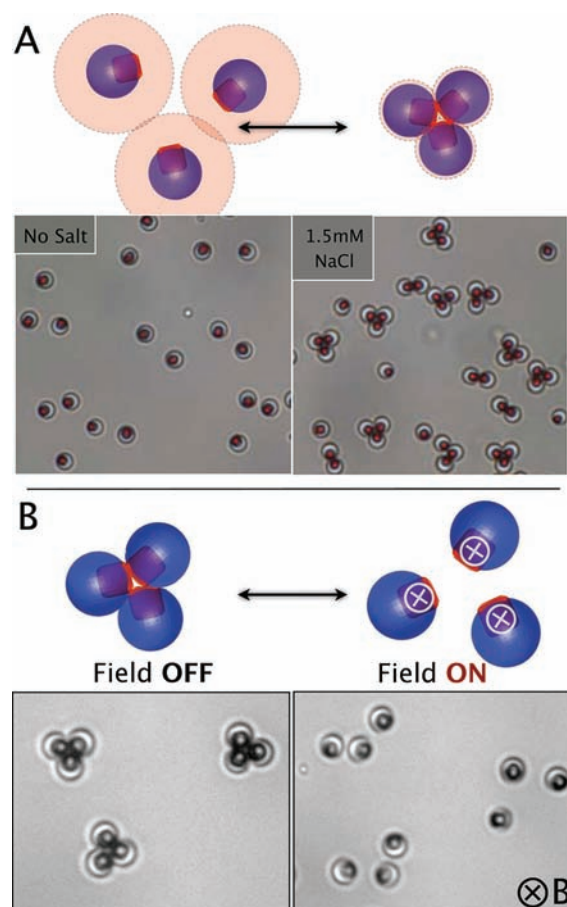 A
No Salt
1.5mM
NaCl
B
Field OFF
Field ON
⊗B